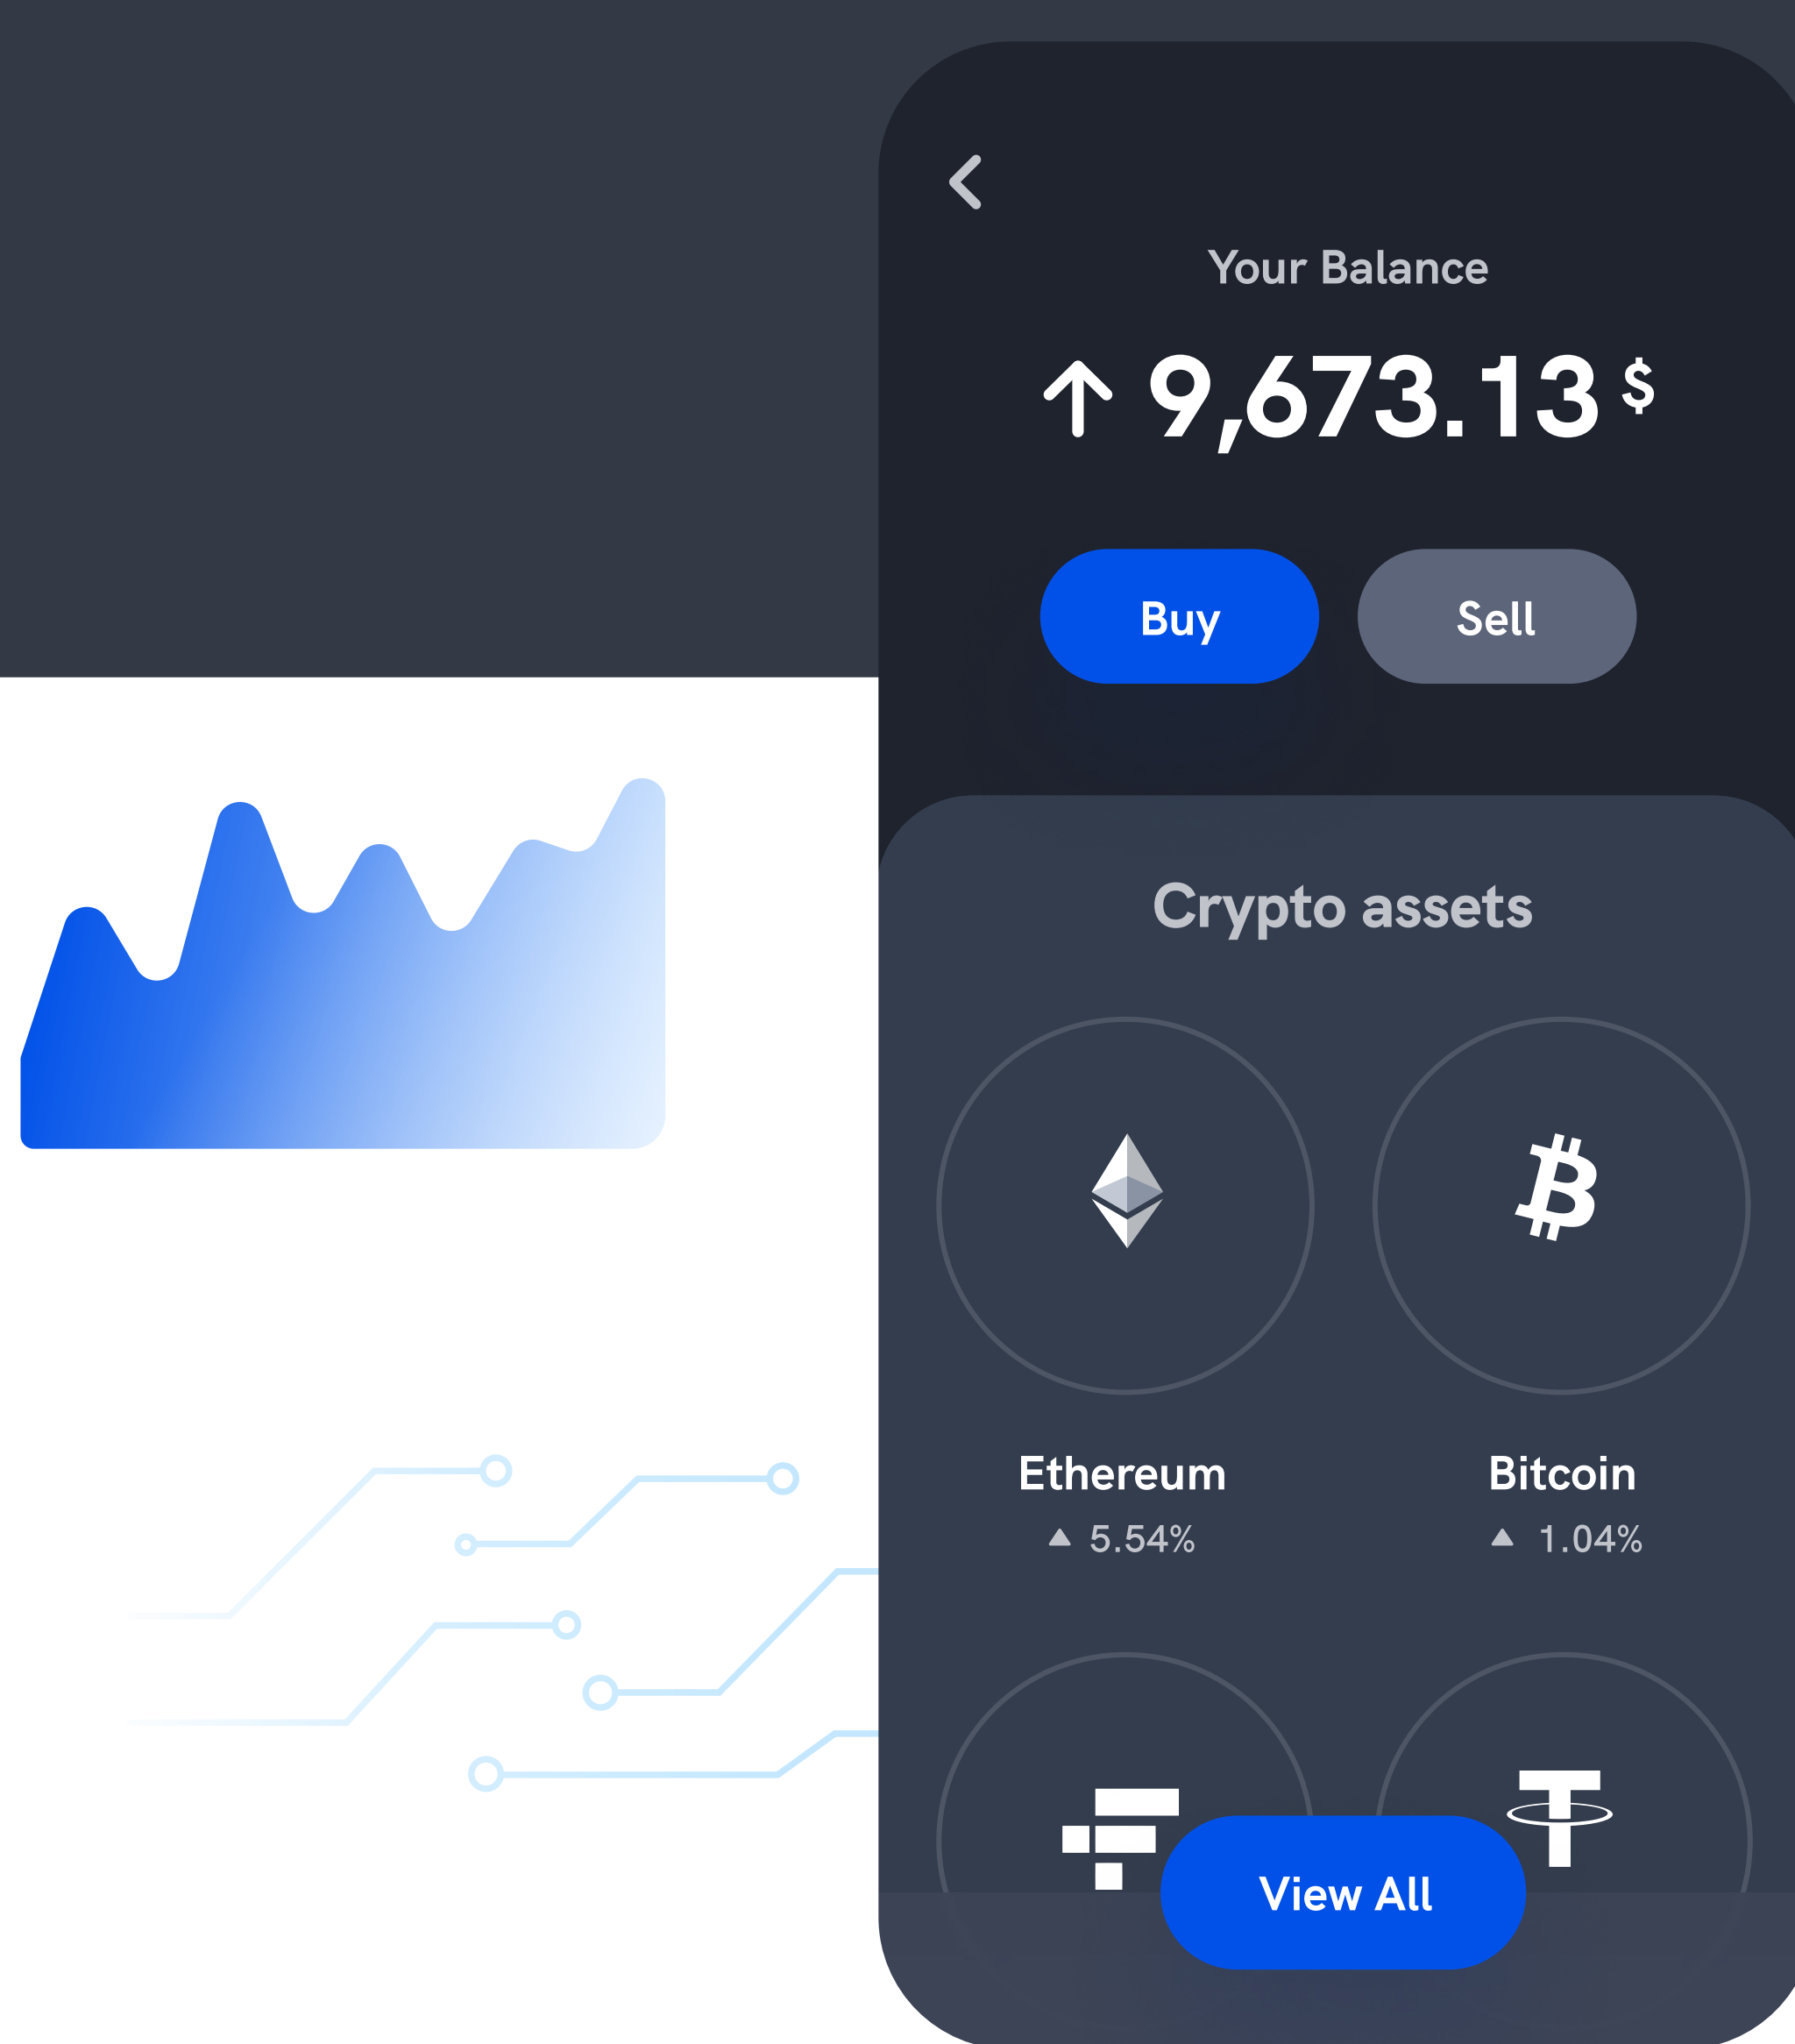 Your Balance
9,673.13 $
Buy
Sell
Crypto assets
Ethereum
5.54%
Bitcoin
1.04%
View All